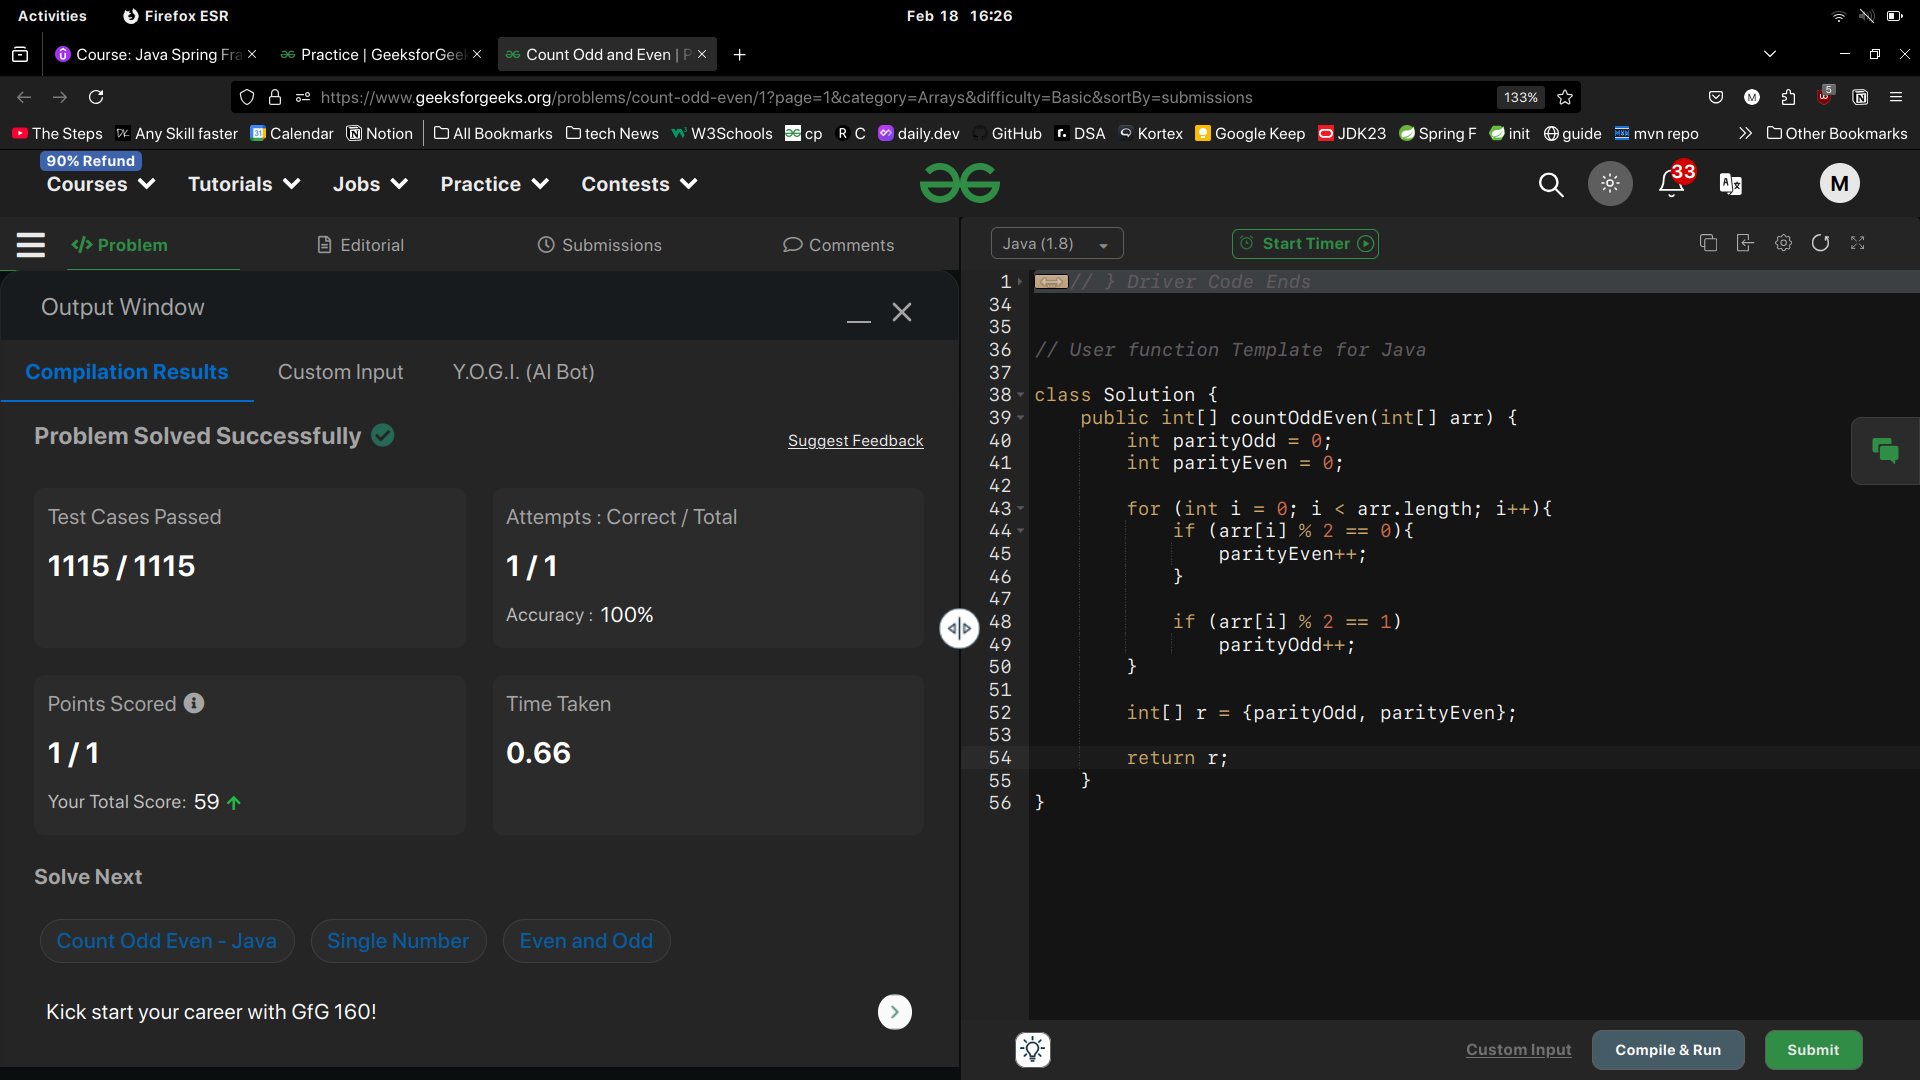 Activities Firefox ESR Feb 18 16:26
Course: Java Spring Fra Practice | GeeksforGeek Count Odd and Even | P
https://www.geeksforgeeks.org/problems/count-odd-even/1?page=1&category=Arrays&difficulty=Basic&sortBy=submissions 133% M 5
The Steps Any Skill faster Calendar Notion All Bookmarks tech News W3Schools cp C daily.dev GitHub DSA Kortex Google Keep JDK23 Spring F init guide mvn repo Other Bookmarks
90% Refund
Courses Tutorials Jobs Practice Contests 33 M
Problem Editorial Submissions Comments
Java (1.8) Start Timer
Output Window
Compilation Results Custom Input Y.O.G.I. (AI Bot)
Problem Solved Successfully
Suggest Feedback
Test Cases Passed
1115 / 1115
Attempts : Correct / Total
1 / 1
Accuracy : 100%
Points Scored
1 / 1
Your Total Score: 59
Time Taken
0.66
Solve Next
Count Odd Even - Java Single Number Even and Odd
Kick start your career with GfG 160!
1 // } Driver Code Ends
34
35
36 // User function Template for Java
37
38 class Solution {
39 public int[] countOddEven(int[] arr) {
40 int parityOdd = 0;
41 int parityEven = 0;
42
43 for (int i = 0; i < arr.length; i++){
44 if (arr[i] % 2 == 0){
45 parityEven++;
46 }
47
48 if (arr[i] % 2 == 1)
49 parityOdd++;
50 }
51
52 int[] r = {parityOdd, parityEven};
53
54 return r;
55 }
56 }
Custom Input Compile & Run Submit